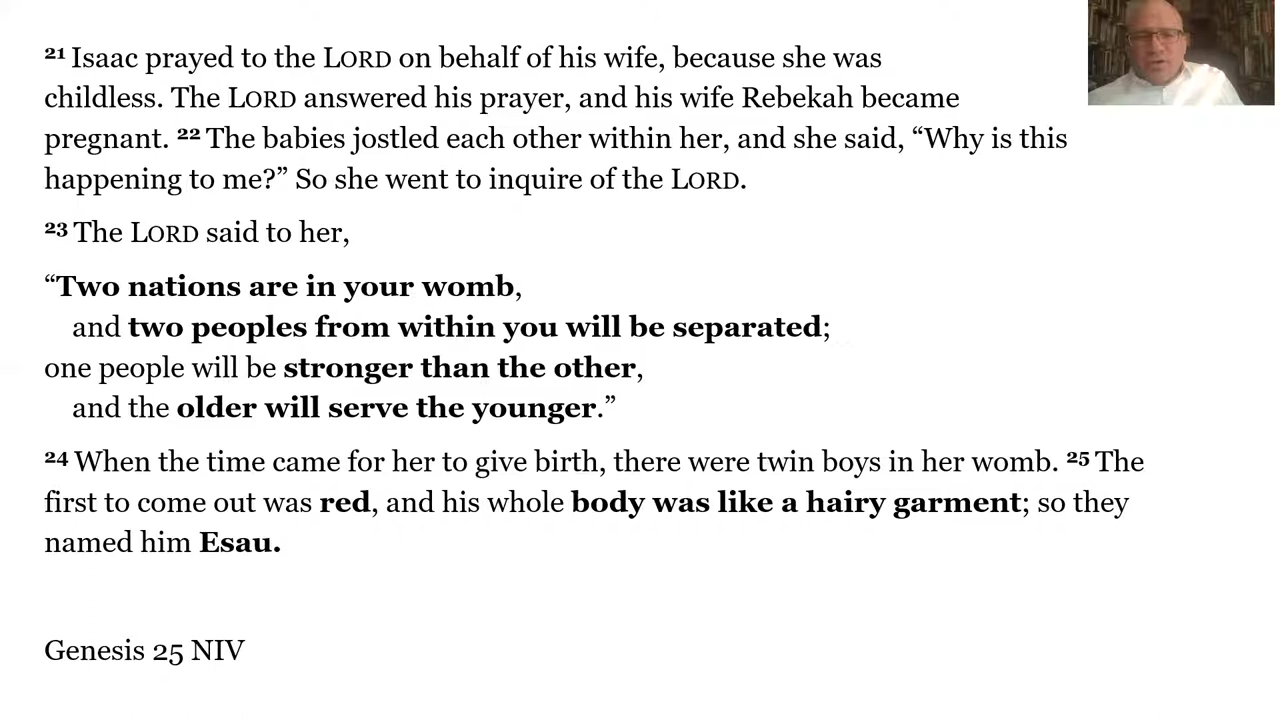 21 Isaac prayed to the LORD on behalf of his wife, because she was
childless. The LORD answered his prayer, and his wife Rebekah became
pregnant. 22 The babies jostled each other within her, and she said, “Why is this
happening to me?” So she went to inquire of the LORD.
23 The LORD said to her,
“Two nations are in your womb,
and two peoples from within you will be separated;
one people will be stronger than the other,
and the older will serve the younger.”
24 When the time came for her to give birth, there were twin boys in her womb. 25 The
first to come out was red, and his whole body was like a hairy garment; so they
named him Esau.
Genesis 25 NIV